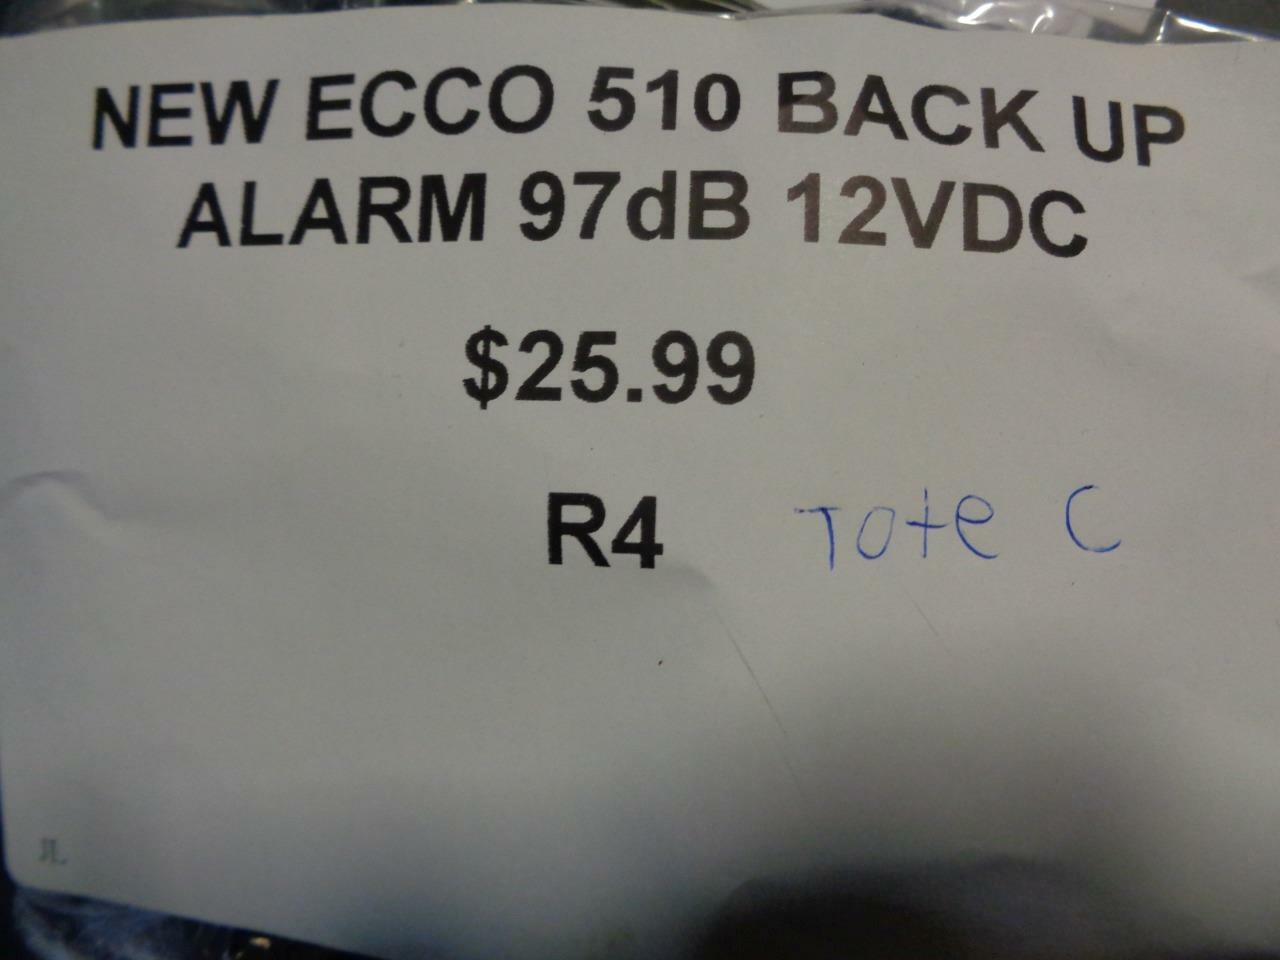 NEW ECCO 510 BACK UP
ALARM 97dB 12VDC
$25.99
R4 Tote C
JL